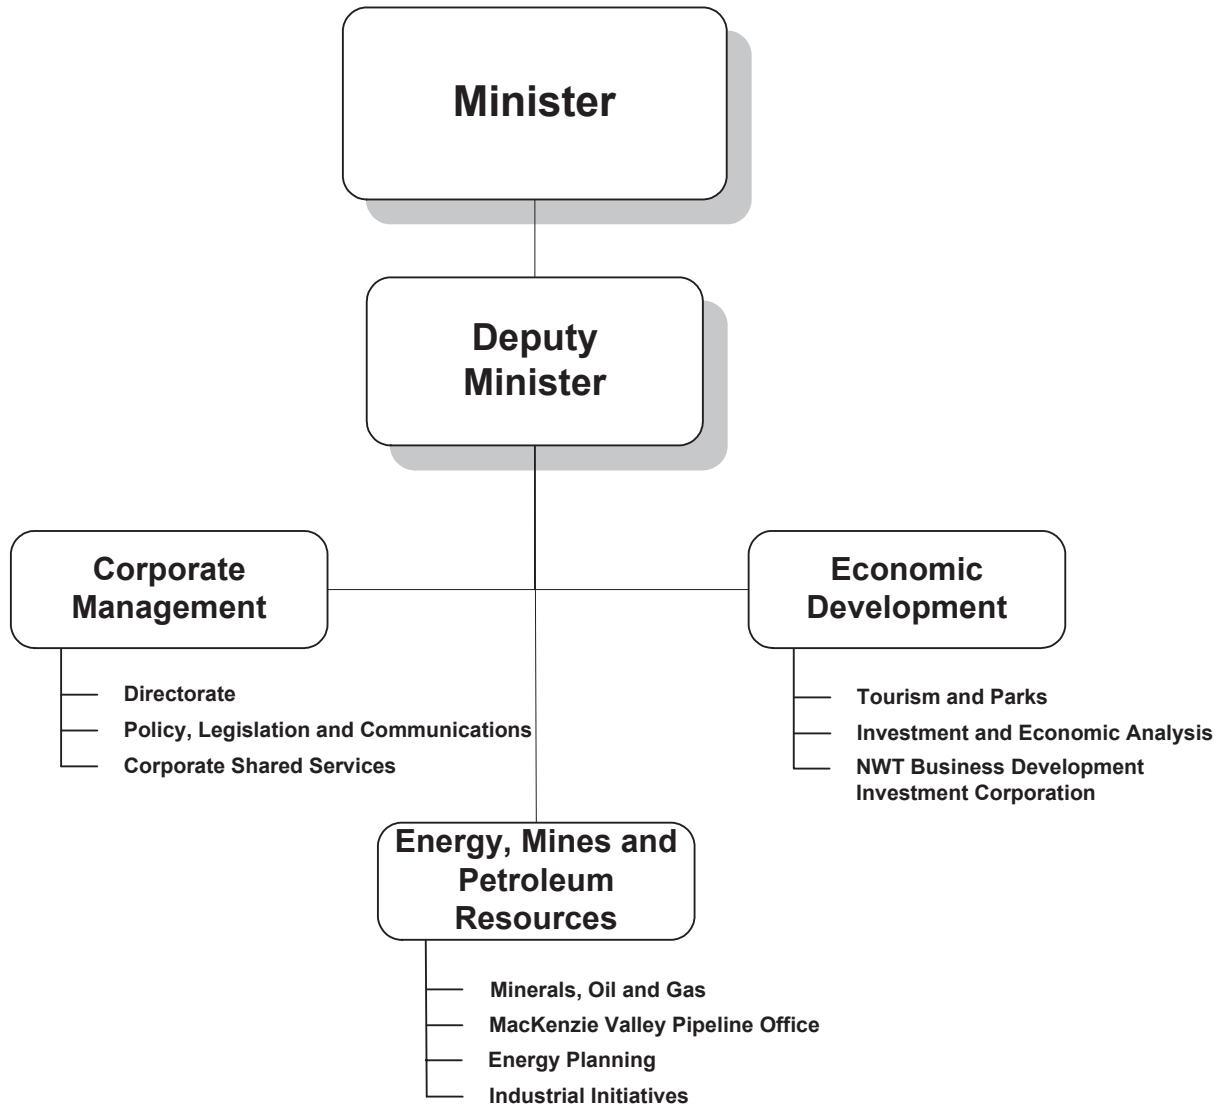 Minister
Deputy
Minister
Corporate
Management
Directorate
Policy, Legislation and Communications
Corporate Shared Services
Economic
Development
Tourism and Parks
Investment and Economic Analysis
NWT Business Development
Investment Corporation
Energy, Mines and
Petroleum
Resources
Minerals, Oil and Gas
MacKenzie Valley Pipeline Office
Energy Planning
Industrial Initiatives